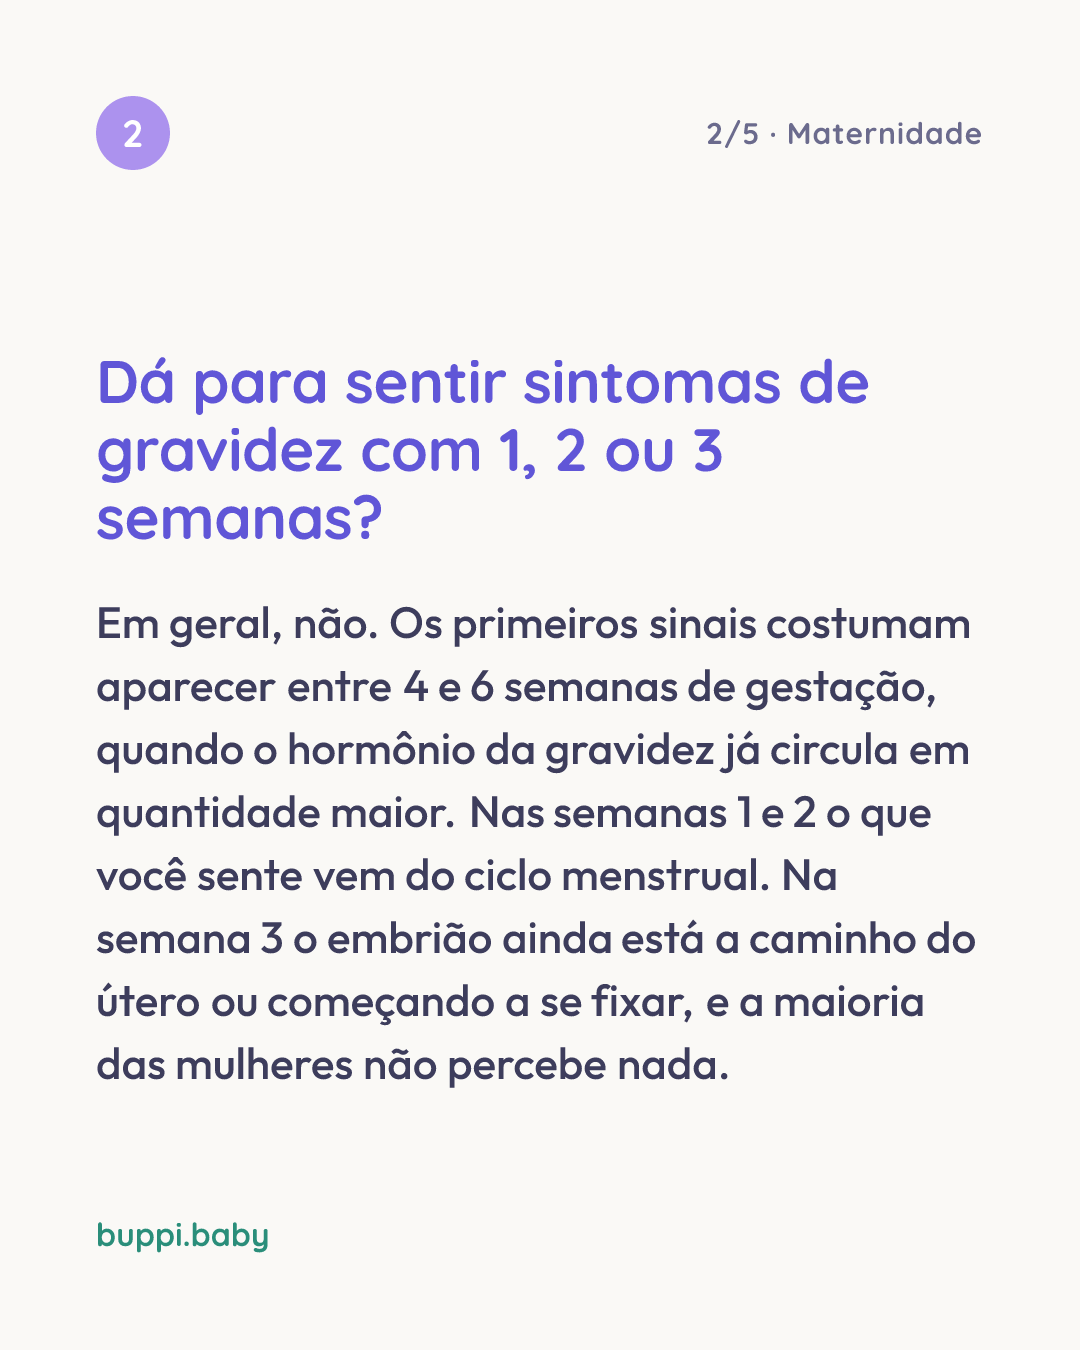 2
2/5 · Maternidade
Dá para sentir sintomas de
gravidez com 1, 2 ou 3
semanas?
Em geral, não. Os primeiros sinais costumam
aparecer entre 4 e 6 semanas de gestação,
quando o hormônio da gravidez já circula em
quantidade maior. Nas semanas 1 e 2 o que
você sente vem do ciclo menstrual. Na
semana 3 o embrião ainda está a caminho do
útero ou começando a se fixar, e a maioria
das mulheres não percebe nada.
buppi.baby